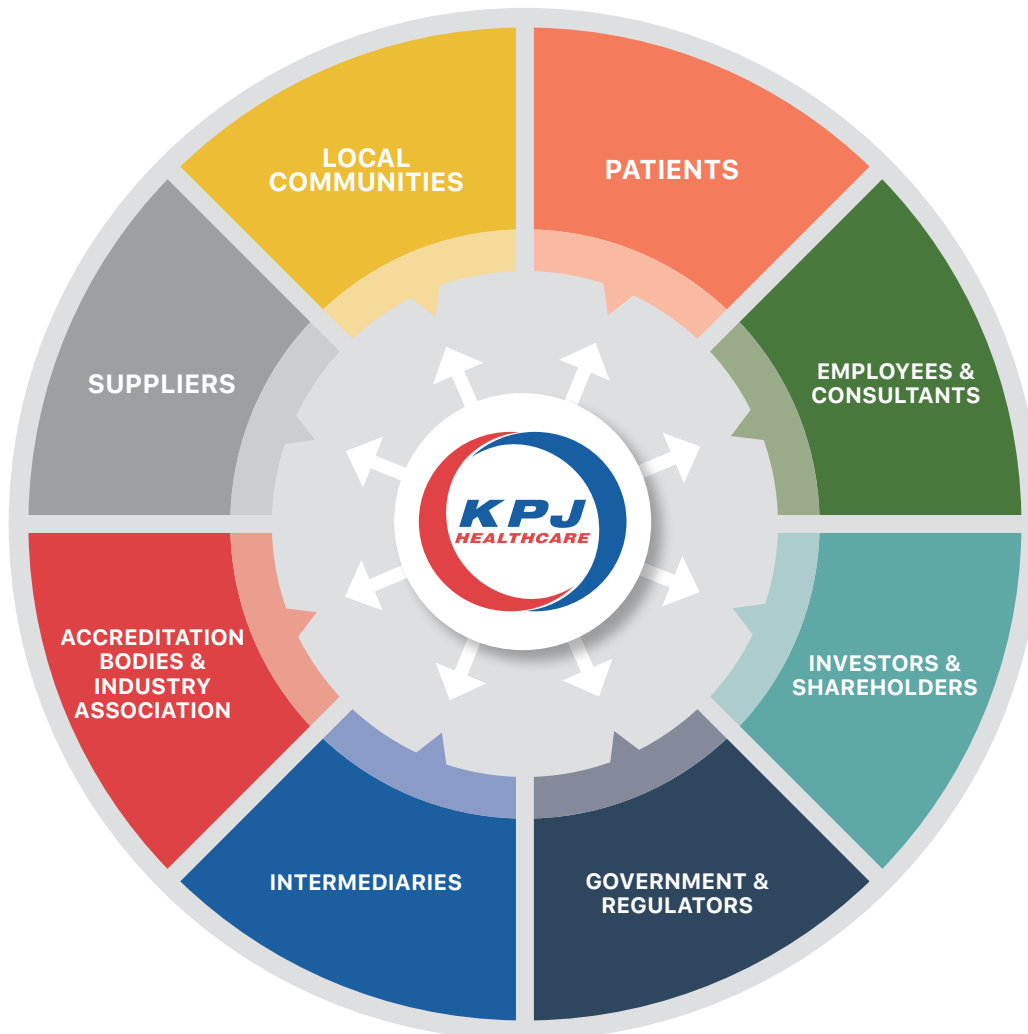 LOCAL
COMMUNITIES
PATIENTS
EMPLOYEES &
CONSULTANTS
INVESTORS &
SHAREHOLDERS
GOVERNMENT &
REGULATORS
INTERMEDIARIES
ACCREDITATION
BODIES &
INDUSTRY
ASSOCIATION
SUPPLIERS
KPJ
HEALTHCARE